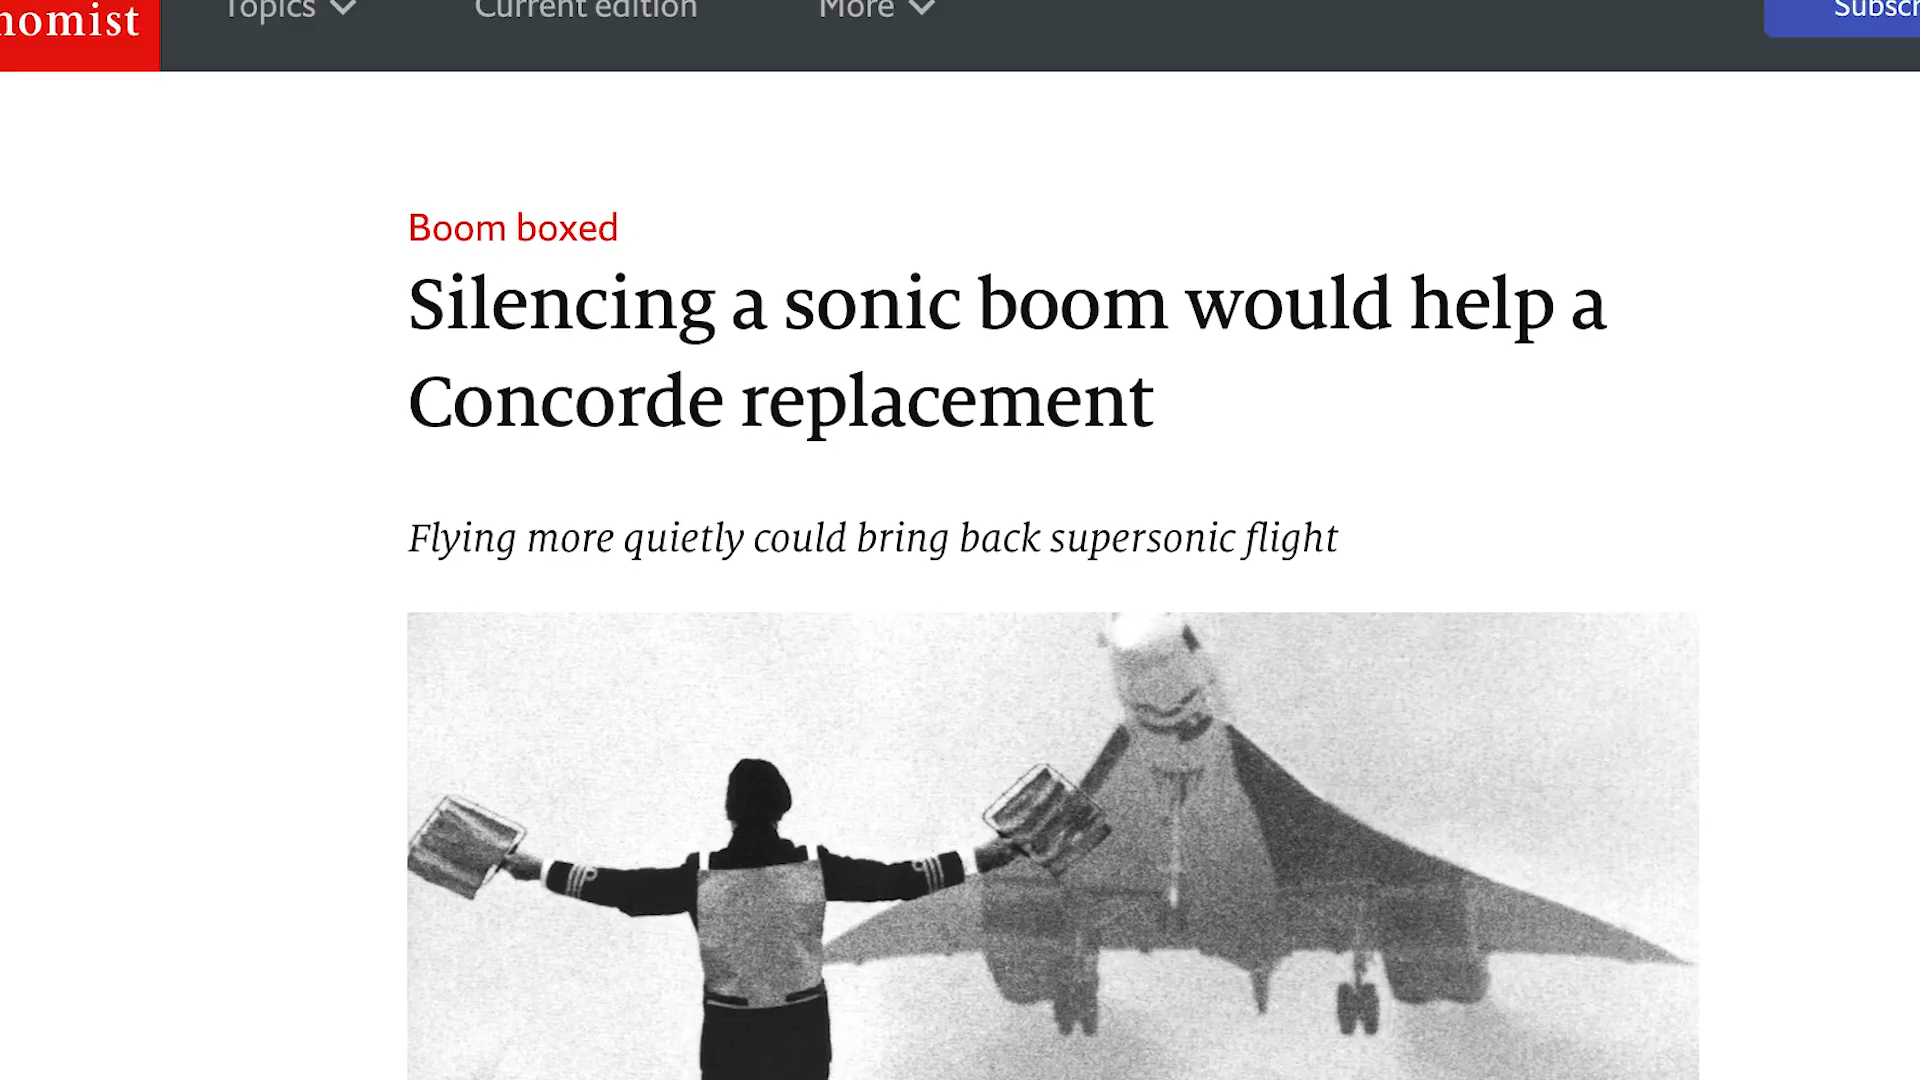 nomist
Topics
Current edition
More
Subscr
Boom boxed
Silencing a sonic boom would help a
Concorde replacement
Flying more quietly could bring back supersonic flight